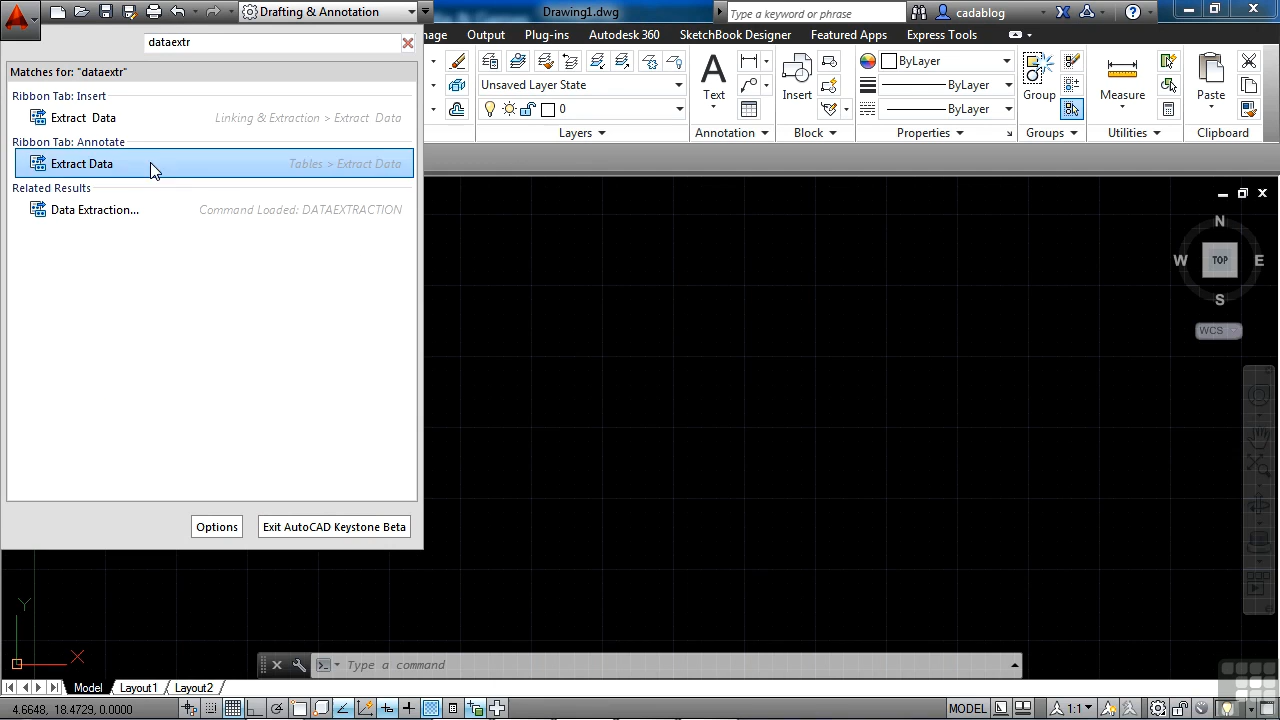 Drafting & Annotation
Drawing1.dwg
Type a keyword or phrase
cadablog
dataextr
nage
Output
Plug-ins
Autodesk 360
SketchBook Designer
Featured Apps
Express Tools
Matches for: "dataextr"
Ribbon Tab: Insert
Extract Data
Linking & Extraction > Extract Data
Ribbon Tab: Annotate
Extract Data
Tables > Extract Data
Related Results
Data Extraction...
Command Loaded: DATAEXTRACTION
Options
Exit AutoCAD Keystone Beta
Unsaved Layer State
0
Layers
Text
Annotation
Insert
Block
ByLayer
ByLayer
ByLayer
Properties
Group
Groups
Measure
Utilities
Paste
Clipboard
N
W
TOP
E
S
WCS
Y
X
Type a command
Model
Layout1
Layout2
4.6648, 18.4729, 0.0000
MODEL
1:1